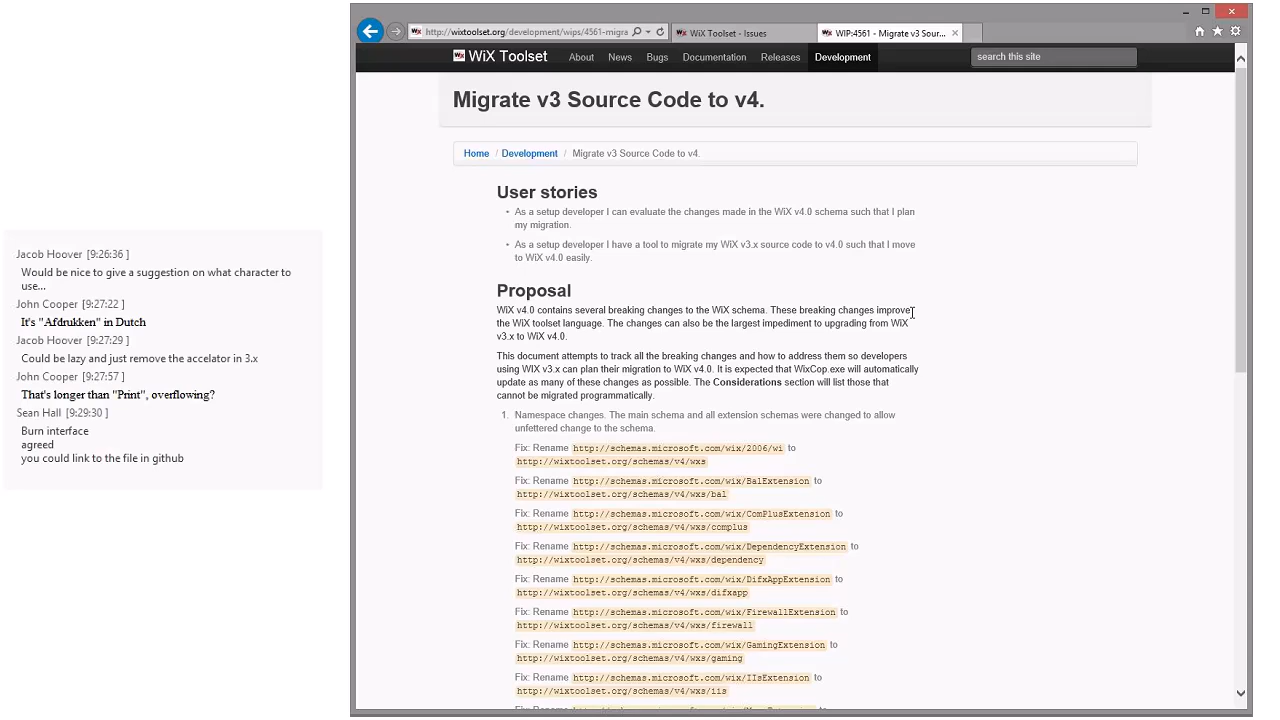 Jacob Hoover [9:26:36 ]
Would be nice to give a suggestion on what character to
use...
John Cooper [9:27:22 ]
It's "Afdrukken" in Dutch
Jacob Hoover [9:27:29 ]
Could be lazy and just remove the accelator in 3.x
John Cooper [9:27:57 ]
That's longer than "Print", overflowing?
Sean Hall [9:29:30 ]
Burn interface
agreed
you could link to the file in github
http://wixtoolset.org/development/wips/4561-migra
WiX Toolset - Issues
WIP:4561 - Migrate v3 Sour...
WiX Toolset About News Bugs Documentation Releases Development search this site
Migrate v3 Source Code to v4.
Home / Development / Migrate v3 Source Code to v4.
User stories
• As a setup developer I can evaluate the changes made in the WiX v4.0 schema such that I plan
my migration.
• As a setup developer I have a tool to migrate my WiX v3.x source code to v4.0 such that I move
to WiX v4.0 easily.
Proposal
WiX v4.0 contains several breaking changes to the WiX schema. These breaking changes improve
the WiX toolset language. The changes can also be the largest impediment to upgrading from WiX
v3.x to WiX v4.0.
This document attempts to track all the breaking changes and how to address them so developers
using WIX v3.x can plan their migration to WiX v4.0. It is expected that WixCop.exe will automatically
update as many of these changes as possible. The Considerations section will list those that
cannot be migrated programmatically.
1. Namespace changes. The main schema and all extension schemas were changed to allow
unfettered change to the schema.
Fix: Rename http://schemas.microsoft.com/wix/2006/wi to
http://wixtoolset.org/schemas/v4/wxs
Fix: Rename http://schemas.microsoft.com/wix/BalExtension to
http://wixtoolset.org/schemas/v4/wxs/bal
Fix: Rename http://schemas.microsoft.com/wix/ComPlusExtension to
http://wixtoolset.org/schemas/v4/wxs/complus
Fix: Rename http://schemas.microsoft.com/wix/DependencyExtension to
http://wixtoolset.org/schemas/v4/wxs/dependency
Fix: Rename http://schemas.microsoft.com/wix/DifxAppExtension to
http://wixtoolset.org/schemas/v4/wxs/difxapp
Fix: Rename http://schemas.microsoft.com/wix/FirewallExtension to
http://wixtoolset.org/schemas/v4/wxs/firewall
Fix: Rename http://schemas.microsoft.com/wix/GamingExtension to
http://wixtoolset.org/schemas/v4/wxs/gaming
Fix: Rename http://schemas.microsoft.com/wix/IIsExtension to
http://wixtoolset.org/schemas/v4/wxs/iis